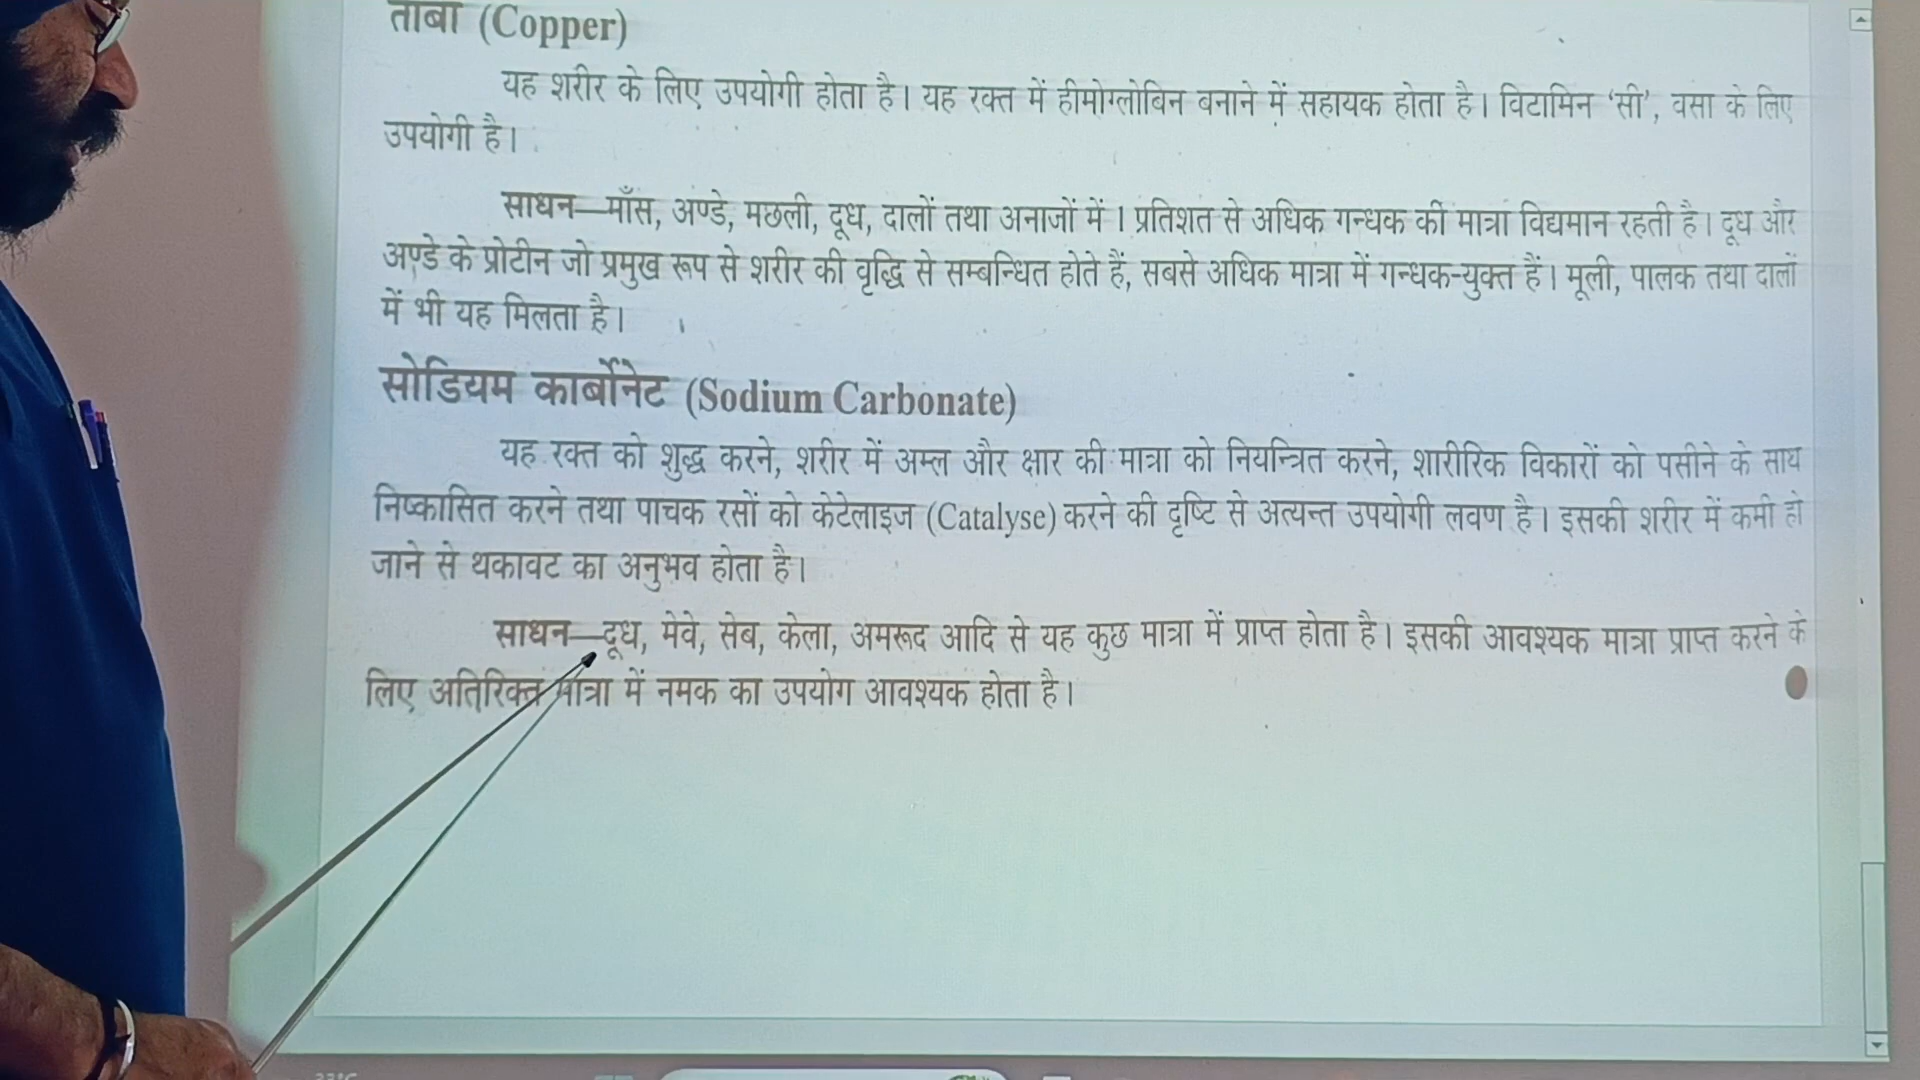 ताँबा (Copper)
यह शरीर के लिए उपयोगी होता है। यह रक्त में हीमोग्लोबिन बनाने में सहायक होता है। विटामिन ‘सी’, वसा के लिए
उपयोगी है।
साधन—माँस, अण्डे, मछली, दूध, दालों तथा अनाजों में । प्रतिशत से अधिक गन्धक की मात्रा विद्यमान रहती है। दूध और
अण्डे के प्रोटीन जो प्रमुख रूप से शरीर की वृद्धि से सम्बन्धित होते हैं, सबसे अधिक मात्रा में गन्धक-युक्त हैं। मूली, पालक तथा दालों
में भी यह मिलता है।
सोडियम कार्बोनेट (Sodium Carbonate)
यह रक्त को शुद्ध करने, शरीर में अम्ल और क्षार की मात्रा को नियन्त्रित करने, शारीरिक विकारों को पसीने के साथ
निष्कासित करने तथा पाचक रसों को केटेलाइज (Catalyse) करने की दृष्टि से अत्यन्त उपयोगी लवण है। इसकी शरीर में कमी हो
जाने से थकावट का अनुभव होता है।
साधन—दूध, मेवे, सेब, केला, अमरूद आदि से यह कुछ मात्रा में प्राप्त होता है। इसकी आवश्यक मात्रा प्राप्त करने के
लिए अतिरिक्त मात्रा में नमक का उपयोग आवश्यक होता है।